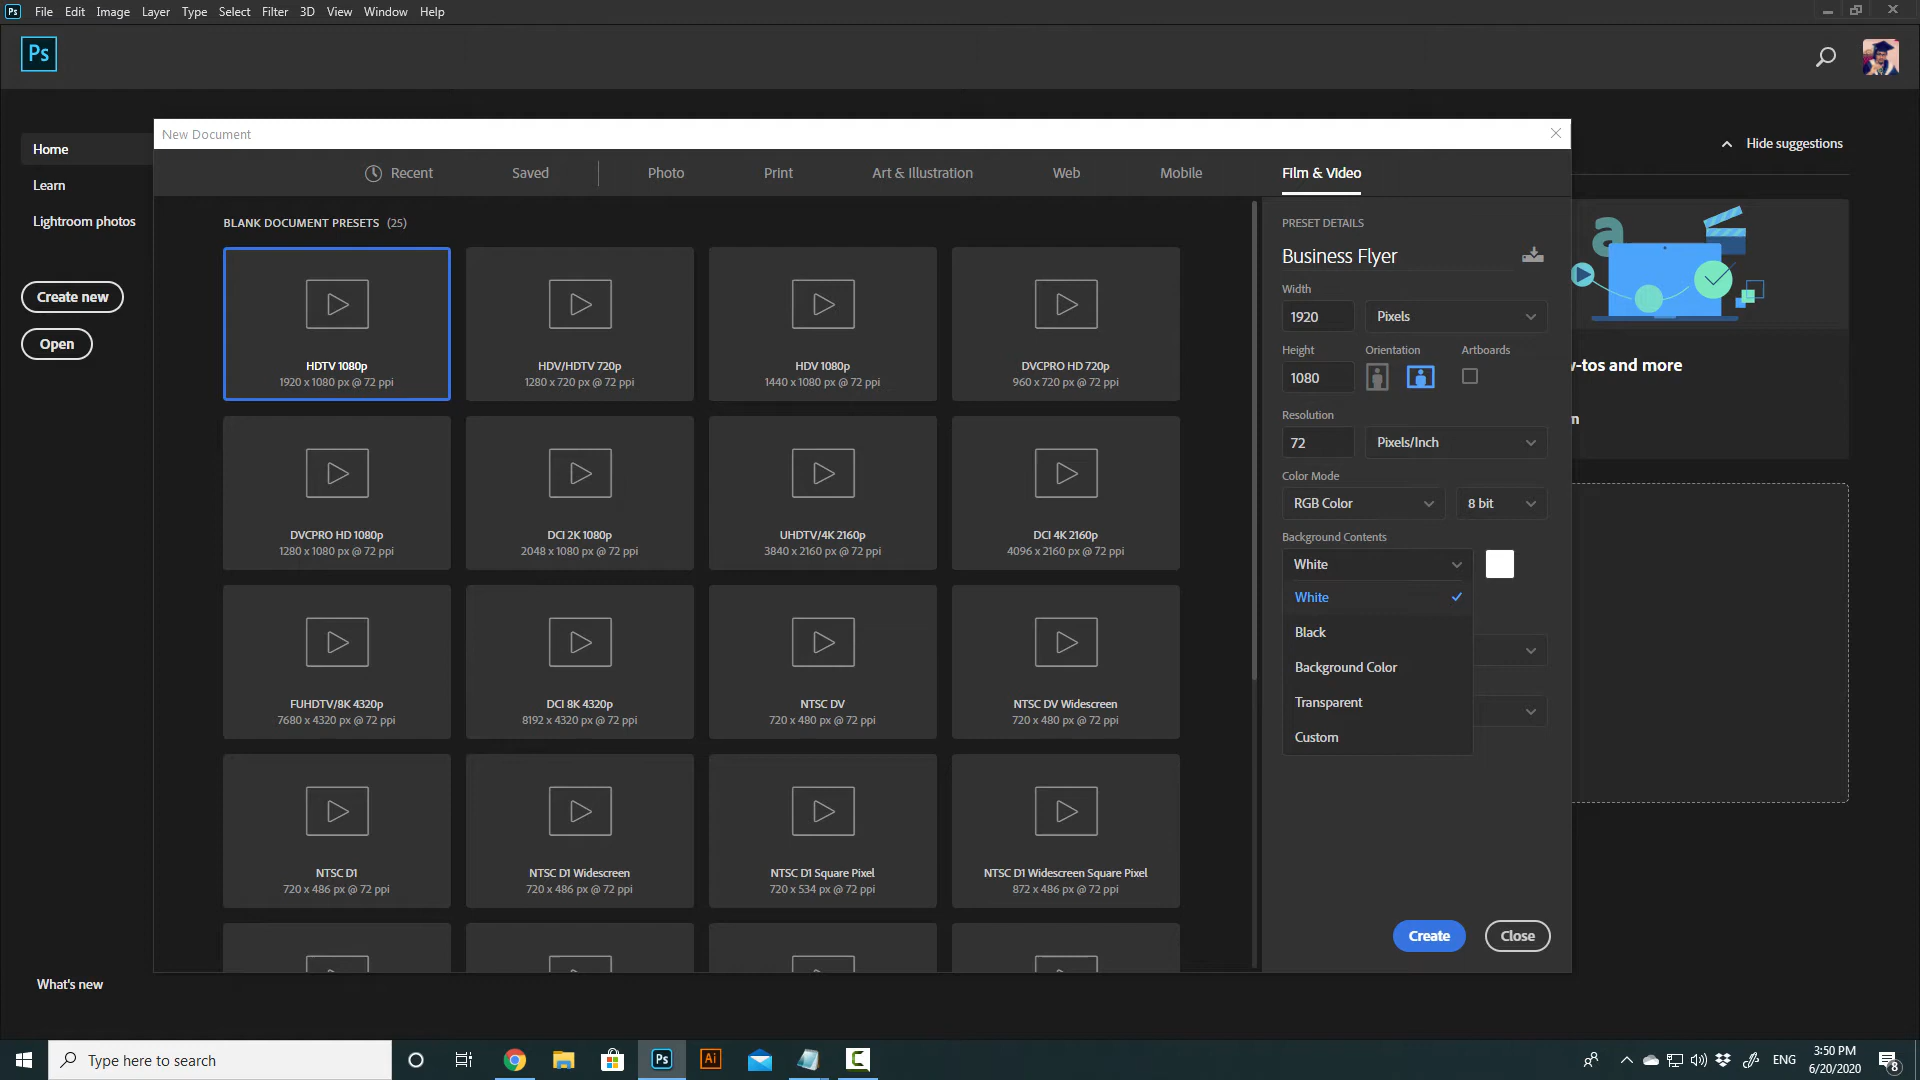 Ps File Edit Image Layer Type Select Filter 3D View Window Help
Ps
Home
Learn
Lightroom photos
Create new
Open
What's new
Hide suggestions
New Document
Recent Saved Photo Print Art & Illustration Web Mobile Film & Video
BLANK DOCUMENT PRESETS (25)
HDTV 1080p
1920 x 1080 px @ 72 ppi
HDV/HDTV 720p
1280 x 720 px @ 72 ppi
HDV 1080p
1440 x 1080 px @ 72 ppi
DVCPRO HD 720p
960 x 720 px @ 72 ppi
DVCPRO HD 1080p
1280 x 1080 px @ 72 ppi
DCI 2K 1080p
2048 x 1080 px @ 72 ppi
UHDTV/4K 2160p
3840 x 2160 px @ 72 ppi
DCI 4K 2160p
4096 x 2160 px @ 72 ppi
FUHDTV/8K 4320p
7680 x 4320 px @ 72 ppi
DCI 8K 4320p
8192 x 4320 px @ 72 ppi
NTSC DV
720 x 480 px @ 72 ppi
NTSC DV Widescreen
720 x 480 px @ 72 ppi
NTSC D1
720 x 486 px @ 72 ppi
NTSC D1 Widescreen
720 x 486 px @ 72 ppi
NTSC D1 Square Pixel
720 x 534 px @ 72 ppi
NTSC D1 Widescreen Square Pixel
872 x 486 px @ 72 ppi
PRESET DETAILS
Business Flyer
Width
1920 Pixels
Height Orientation Artboards
1080
Resolution
72 Pixels/Inch
Color Mode
RGB Color 8 bit
Background Contents
White
White
Black
Background Color
Transparent
Custom
Create Close
a
w-tos and more
m
Type here to search
Ps Ai
ENG
3:50 PM
6/20/2020
8